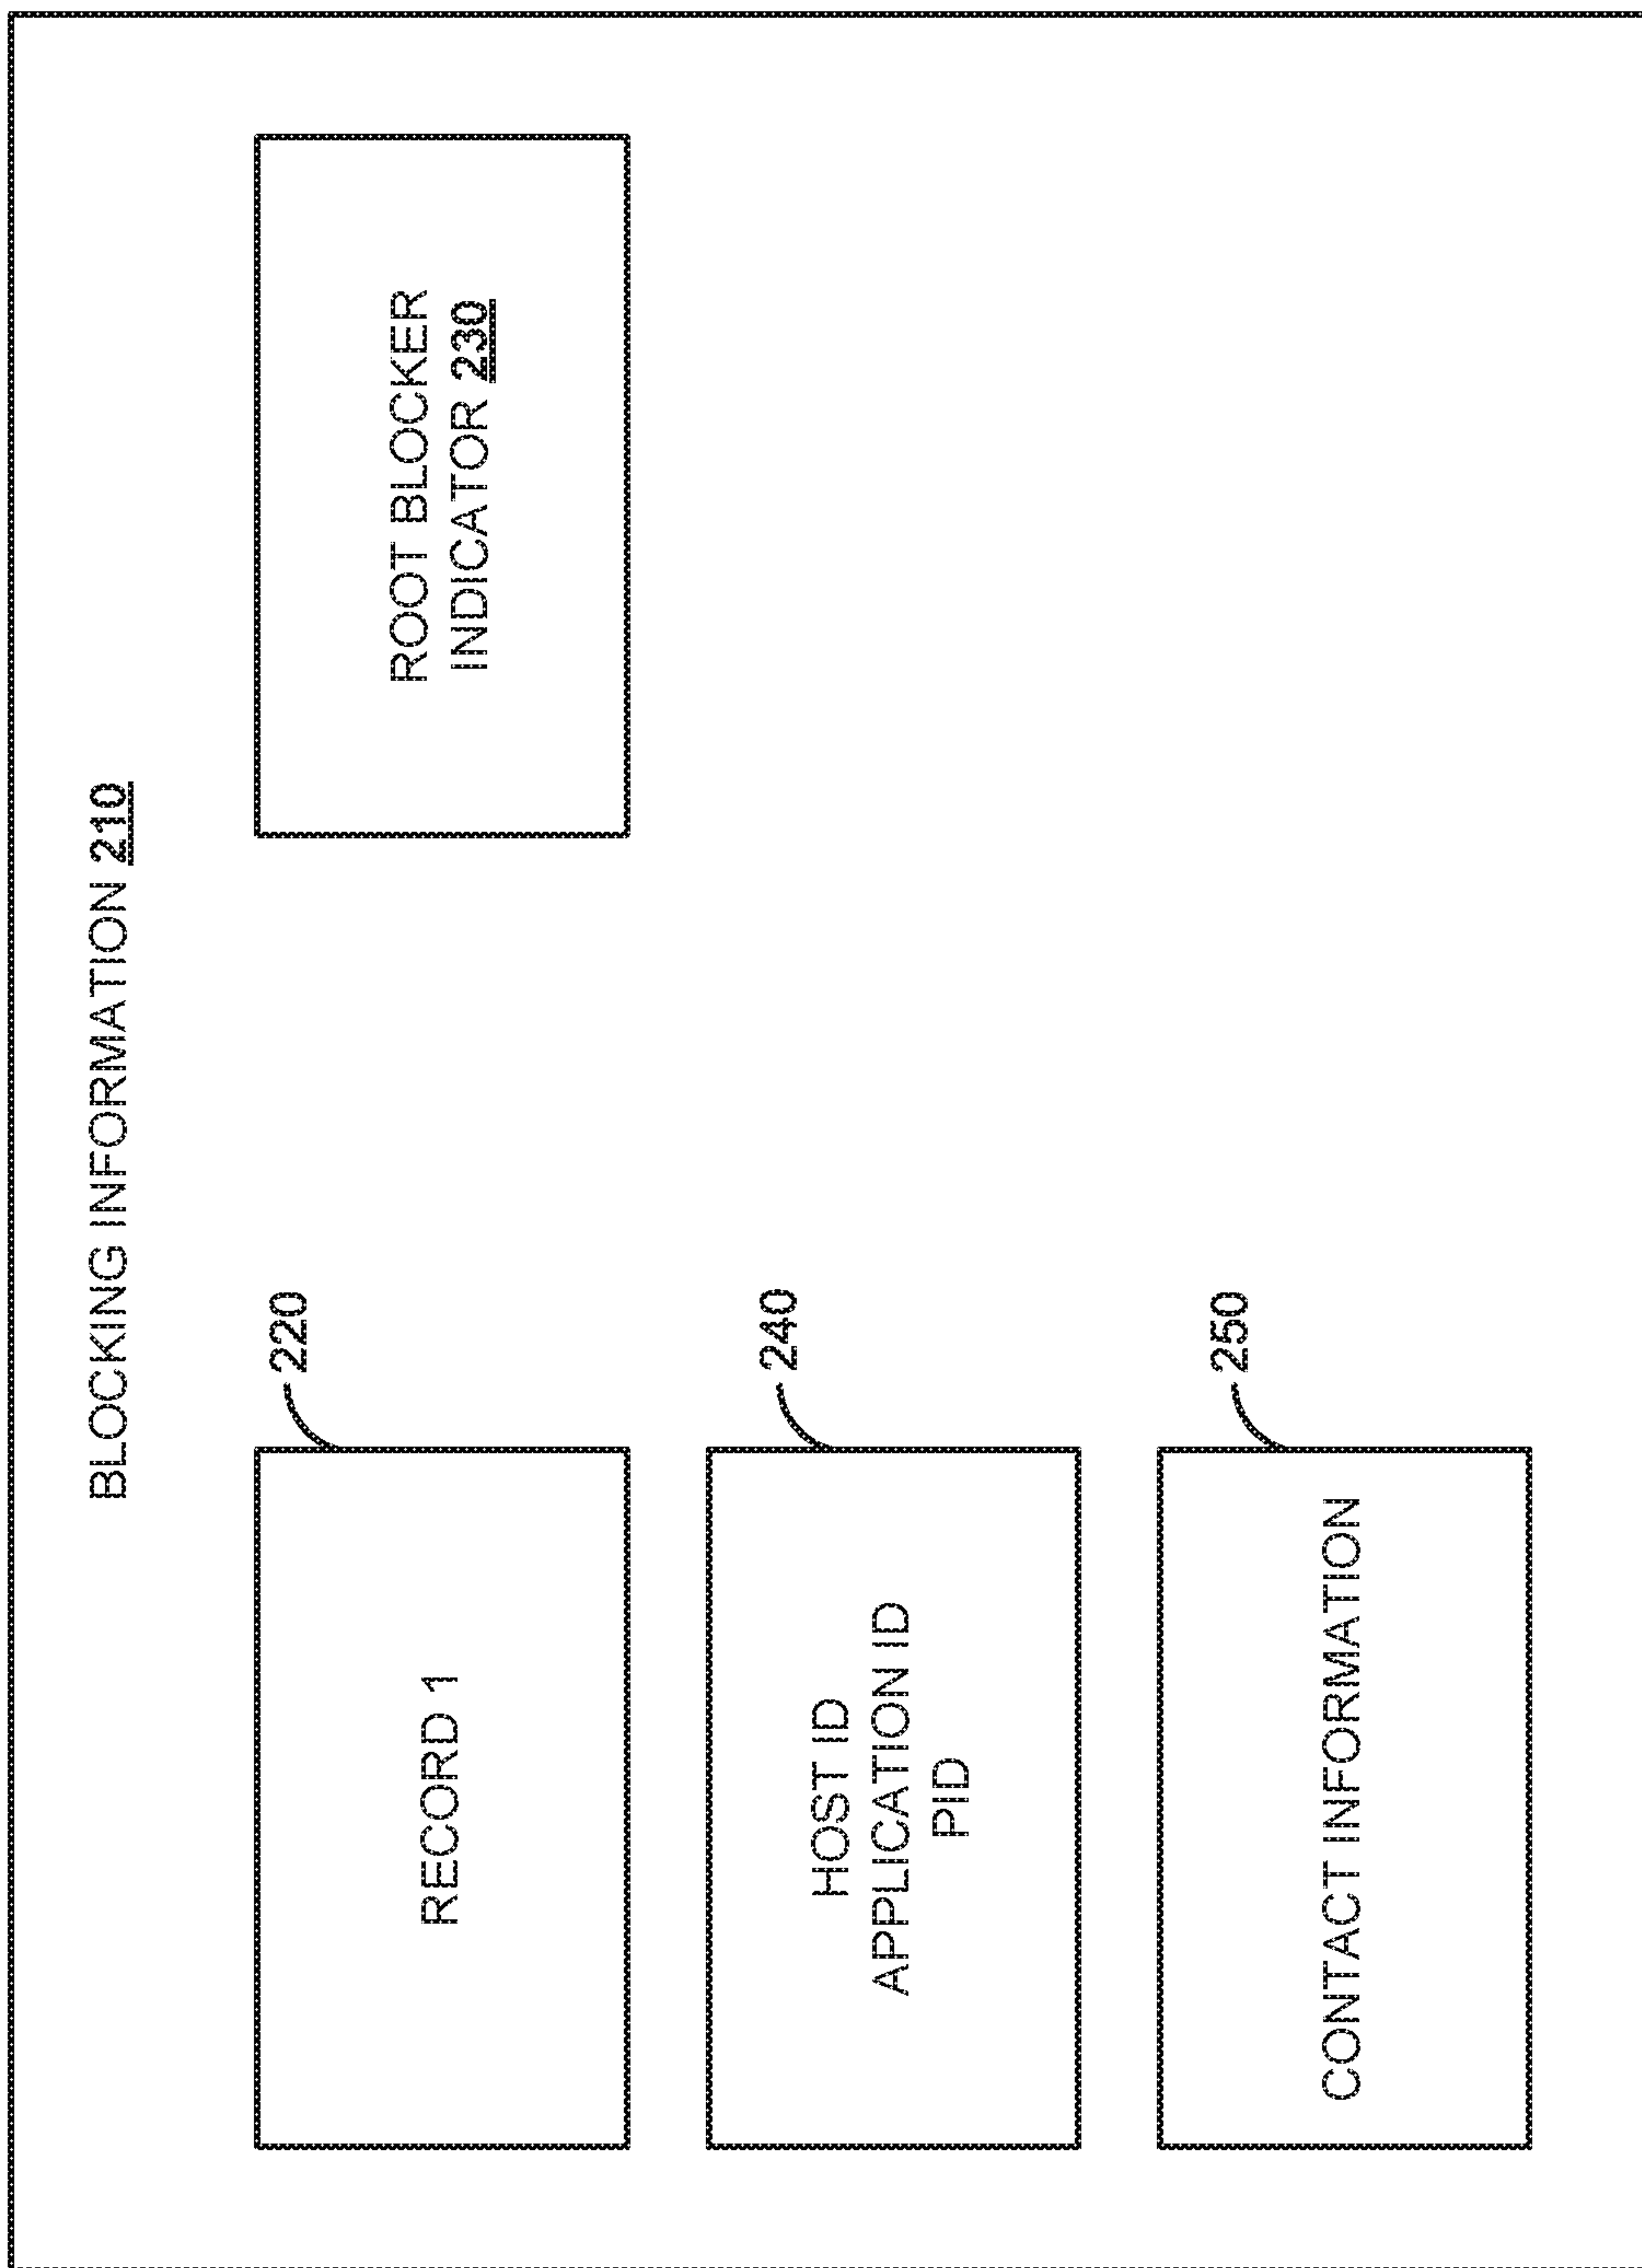 BLOCKING INFORMATION 210
RECORD 1
220
ROOT BLOCKER
INDICATOR 230
HOST ID
APPLICATION ID
PID
240
CONTACT INFORMATION
250